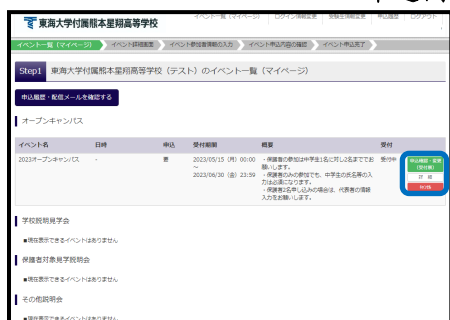 東海大学付属熊本星翔高等学校
イベント一覧（マイページ） ログイン情報変更 受験生情報変更 申込履歴 ログアウト
イベント一覧（マイページ） イベント詳細画面 イベント参加者情報の入力 イベント申込内容の確認 イベント申込完了
Step1 東海大学付属熊本星翔高等学校（テスト）のイベント一覧（マイページ）
申込履歴・配信メールを確認する
オープンキャンパス
イベント名 日時 申込 受付期間 概要 受付
2023オープンキャンパス - 要 2023/05/15（月）00:00 ・保護者の参加は中学生1名に対し2名まででお 受付中 申込確認・変更
～ 願いします。 (受付票)
2023/06/30（金）23:59 ・保護者のみの参加でも、中学生の氏名等の入 詳細
力は必須になります。
・保護者2名申し込みの場合は、代表者の情報
入力をお願いします。
学校説明見学会
■現在表示できるイベントはありません
保護者対象見学説明会
■現在表示できるイベントはありません
その他説明会
■現在表示できるイベントはありません